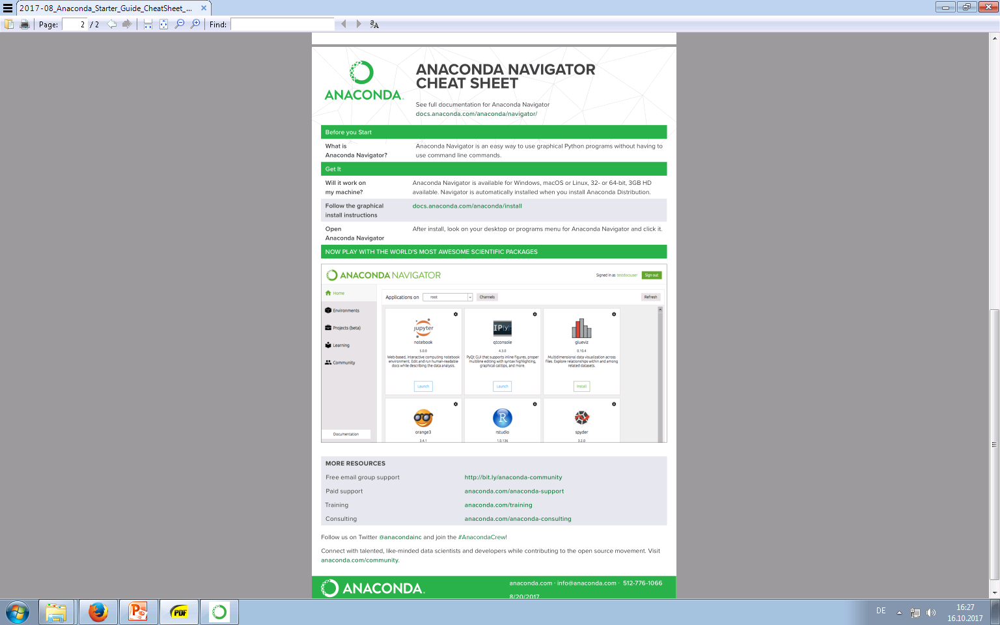 2017-08_Anaconda_Starter_Guide_CheatSheet_...
Page: 2 / 2 Find:
ANACONDA
ANACONDA NAVIGATOR
CHEAT SHEET
See full documentation for Anaconda Navigator
docs.anaconda.com/anaconda/navigator/
Before you Start
What is
Anaconda Navigator?
Anaconda Navigator is an easy way to use graphical Python programs without having to
use command line commands.
Get It
Will it work on
my machine?
Anaconda Navigator is available for Windows, macOS or Linux, 32- or 64-bit, 3GB HD
available. Navigator is automatically installed when you install Anaconda Distribution.
Follow the graphical
install instructions
docs.anaconda.com/anaconda/install
Open
Anaconda Navigator
After install, look on your desktop or programs menu for Anaconda Navigator and click it.
NOW PLAY WITH THE WORLD'S MOST AWESOME SCIENTIFIC PACKAGES
ANACONDA NAVIGATOR
Signed in as testdocsuser Sign out
Home
Environments
Projects (beta)
Learning
Community
Documentation
Applications on root Channels Refresh
jupyter
notebook
5.0.0
Web-based, interactive computing notebook
environment. Edit and run human-readable
docs while describing the data analysis.
Launch
IP[y]:
qtconsole
4.3.0
PyQt GUI that supports inline figures, proper
multiline editing with syntax highlighting,
graphical calltips, and more.
Launch
glueviz
0.10.4
Multidimensional data visualization across
files. Explore relationships within and among
related datasets.
Install
orange3
3.4.1
R
rstudio
1.0.136
spyder
3.2.0
MORE RESOURCES
Free email group support http://bit.ly/anaconda-community
Paid support anaconda.com/anaconda-support
Training anaconda.com/training
Consulting anaconda.com/anaconda-consulting
Follow us on Twitter @anacondainc and join the #AnacondaCrew!
Connect with talented, like-minded data scientists and developers while contributing to the open source movement. Visit
anaconda.com/community.
ANACONDA.
anaconda.com · info@anaconda.com · 512-776-1066
8/20/2017
PDF
DE
16:27
16.10.2017